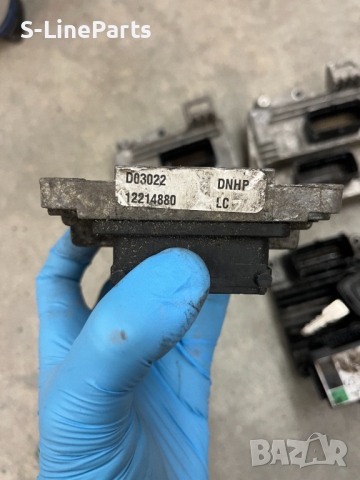 S-LineParts
D03022 DNHP
12214880 LC
BAZAR